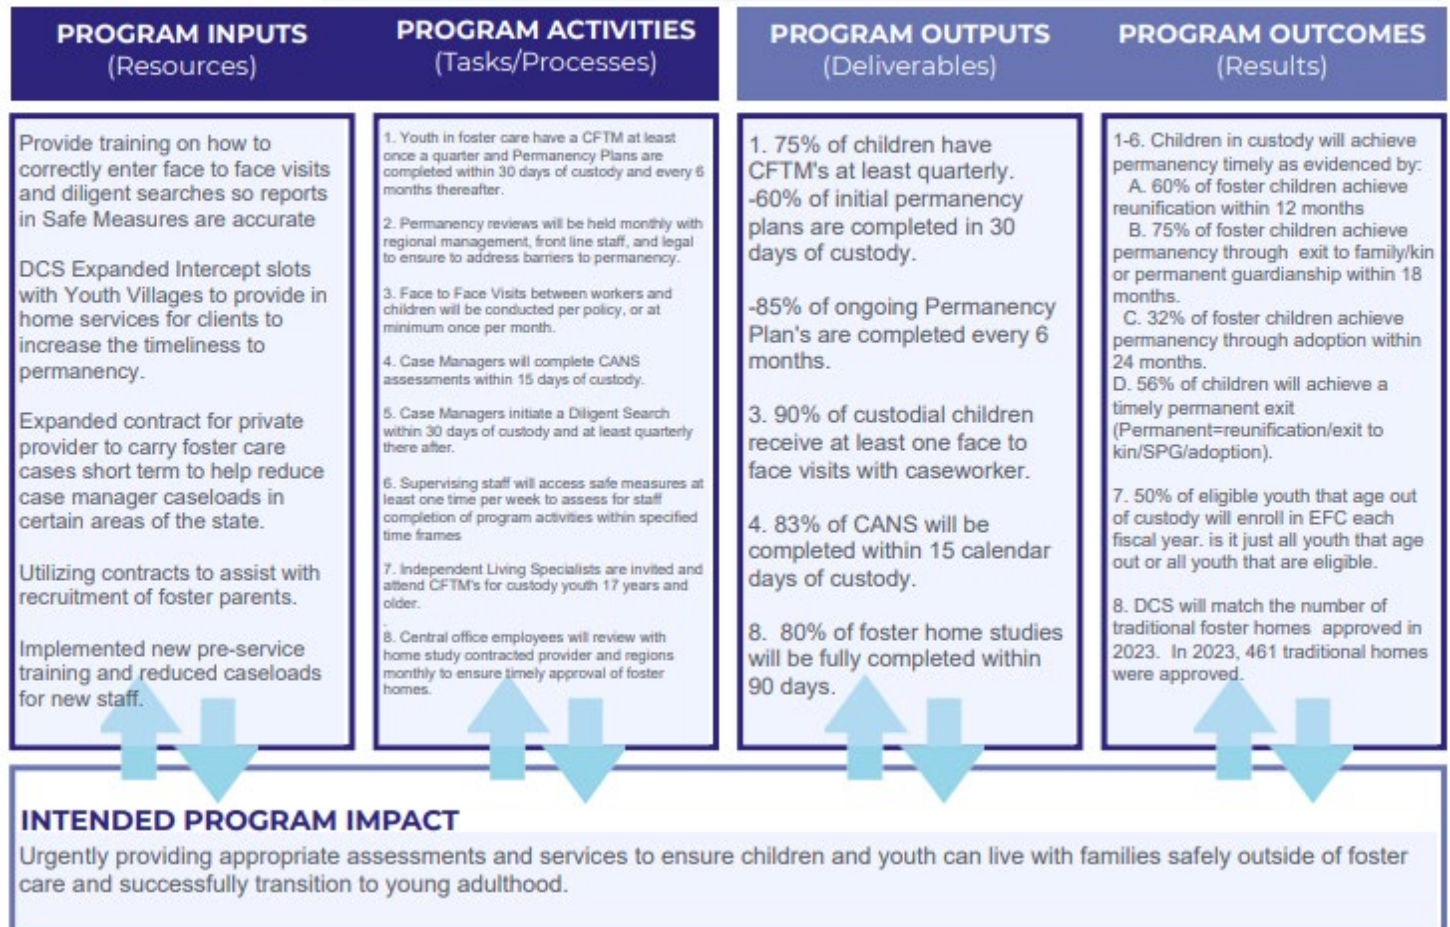 PROGRAM INPUTS
(Resources)
Provide training on how to
correctly enter face to face visits
and diligent searches so reports
in Safe Measures are accurate
DCS Expanded Intercept slots
with Youth Villages to provide in
home services for clients to
increase the timeliness to
permanency.
Expanded contract for private
provider to carry foster care
cases short term to help reduce
case manager caseloads in
certain areas of the state.
Utilizing contracts to assist with
recruitment of foster parents.
Implemented new pre-service
training and reduced caseloads
for new staff.
PROGRAM ACTIVITIES
(Tasks/Processes)
1. Youth in foster care have a CFTM at least
once a quarter and Permanency Plans are
completed within 30 days of custody and every 6
months thereafter.
2. Permanency reviews will be held monthly with
regional management, front line staff, and legal
to ensure to address barriers to permanency.
3. Face to Face Visits between workers and
children will be conducted per policy, or at
minimum once per month.
4. Case Managers will complete CANS
assessments within 15 days of custody.
5. Case Managers initiate a Diligent Search
within 30 days of custody and at least quarterly
there after.
6. Supervising staff will access safe measures at
least one time per week to assess for staff
completion of program activities within specified
time frames
7. Independent Living Specialists are invited and
attend CFTM's for custody youth 17 years and
older.
.
8. Central office employees will review with
home study contracted provider and regions
monthly to ensure timely approval of foster
homes.
PROGRAM OUTPUTS
(Deliverables)
1. 75% of children have
CFTM's at least quarterly.
-60% of initial permanency
plans are completed in 30
days of custody.
-85% of ongoing Permanency
Plan's are completed every 6
months.
3. 90% of custodial children
receive at least one face to
face visits with caseworker.
4. 83% of CANS will be
completed within 15 calendar
days of custody.
8. 80% of foster home studies
will be fully completed within
90 days.
PROGRAM OUTCOMES
(Results)
1-6. Children in custody will achieve
permanency timely as evidenced by:
A. 60% of foster children achieve
reunification within 12 months
B. 75% of foster children achieve
permanency through exit to family/kin
or permanent guardianship within 18
months.
C. 32% of foster children achieve
permanency through adoption within
24 months.
D. 56% of children will achieve a
timely permanent exit
(Permanent=reunification/exit to
kin/SPG/adoption).
7. 50% of eligible youth that age out
of custody will enroll in EFC each
fiscal year. is it just all youth that age
out or all youth that are eligible.
8. DCS will match the number of
traditional foster homes approved in
2023. In 2023, 461 traditional homes
were approved.
INTENDED PROGRAM IMPACT
Urgently providing appropriate assessments and services to ensure children and youth can live with families safely outside of foster
care and successfully transition to young adulthood.